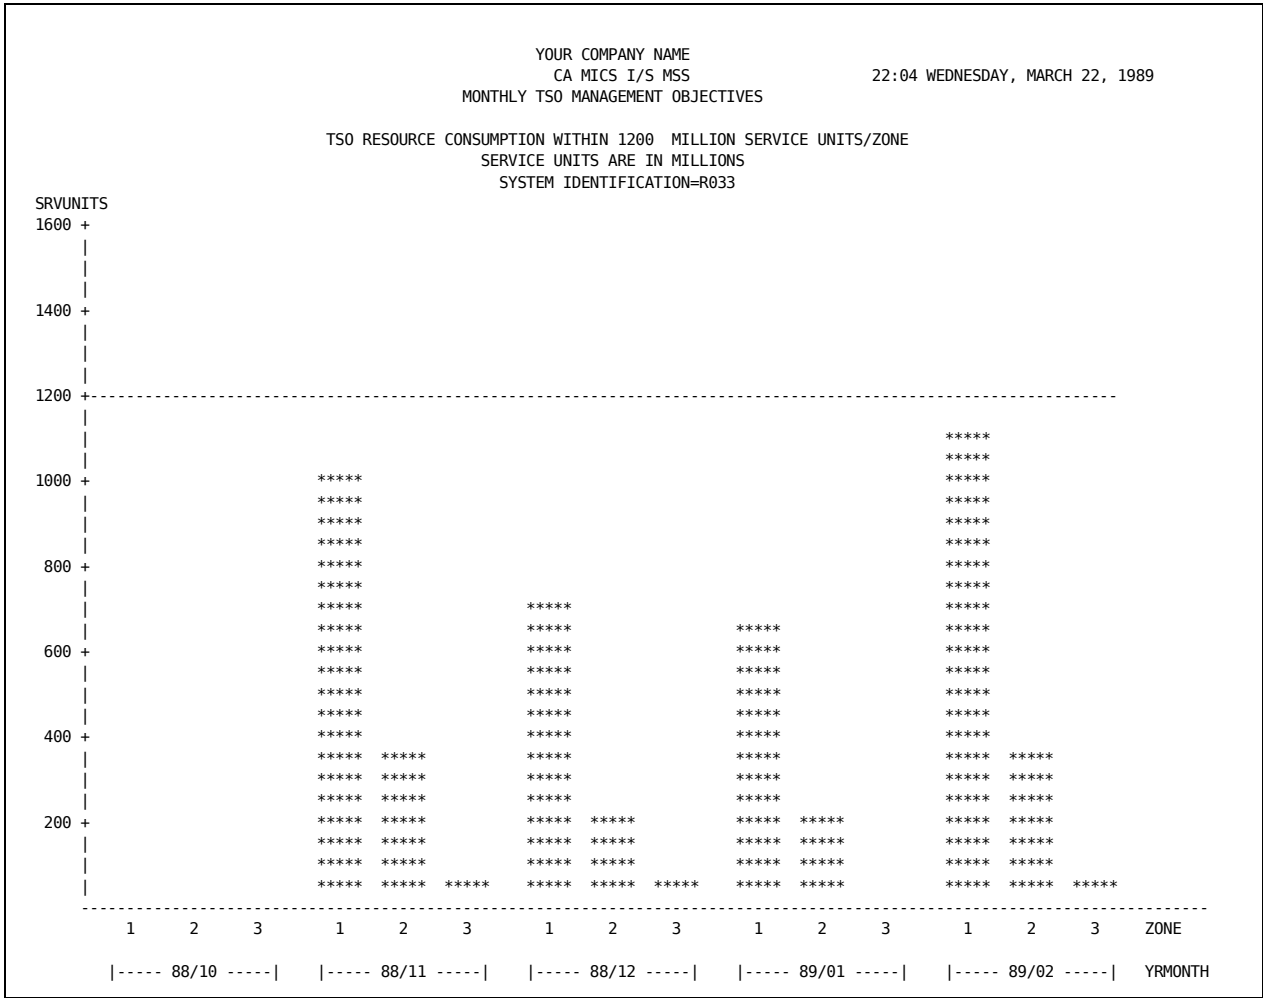 YOUR COMPANY NAME
CA MICS I/S MSS 22:04 WEDNESDAY, MARCH 22, 1989
MONTHLY TSO MANAGEMENT OBJECTIVES
TSO RESOURCE CONSUMPTION WITHIN 1200  MILLION SERVICE UNITS/ZONE
SERVICE UNITS ARE IN MILLIONS
SYSTEM IDENTIFICATION=R033
SRVUNITS
1600 +
|
|
|
1400 +
|
|
|
1200 +-----------------------------------------------------------------------------------------------------------------
|
| *****
| *****
1000 + ***** *****
| ***** *****
| ***** *****
| ***** *****
800 + ***** *****
| ***** *****
| ***** ***** *****
| ***** ***** ***** *****
600 + ***** ***** ***** *****
| ***** ***** ***** *****
| ***** ***** ***** *****
| ***** ***** ***** *****
400 + ***** ***** ***** *****
| ***** ***** ***** ***** ***** *****
| ***** ***** ***** ***** ***** *****
| ***** ***** ***** ***** ***** *****
200 + ***** ***** ***** ***** ***** ***** ***** *****
| ***** ***** ***** ***** ***** ***** ***** *****
| ***** ***** ***** ***** ***** ***** ***** *****
| ***** ***** ***** ***** ***** ***** ***** ***** ***** ***** *****
----------------------------------------------------------------------------------------------------------------------------
1 2 3 1 2 3 1 2 3 1 2 3 1 2 3 ZONE
|----- 88/10 -----| |----- 88/11 -----| |----- 88/12 -----| |----- 89/01 -----| |----- 89/02 -----| YRMONTH